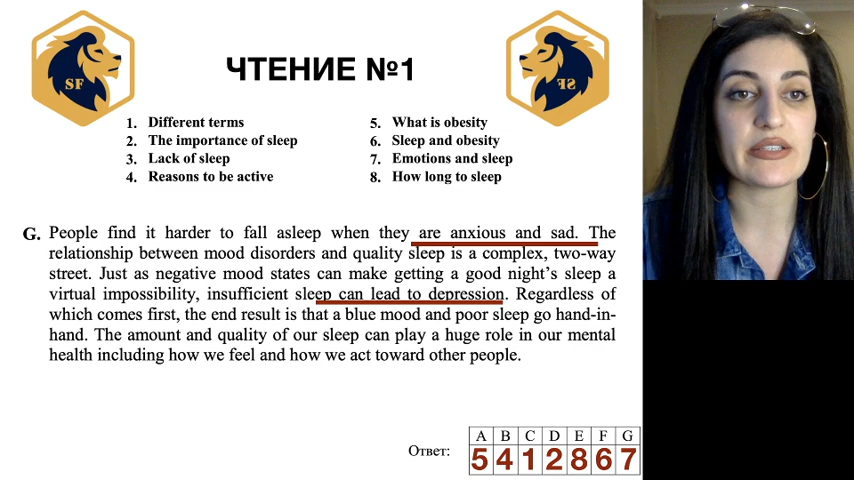 SF
SF
ЧТЕНИЕ №1
1. Different terms
2. The importance of sleep
3. Lack of sleep
4. Reasons to be active
5. What is obesity
6. Sleep and obesity
7. Emotions and sleep
8. How long to sleep
G. People find it harder to fall asleep when they are anxious and sad. The
relationship between mood disorders and quality sleep is a complex, two-way
street. Just as negative mood states can make getting a good night’s sleep a
virtual impossibility, insufficient sleep can lead to depression. Regardless of
which comes first, the end result is that a blue mood and poor sleep go hand-in-
hand. The amount and quality of our sleep can play a huge role in our mental
health including how we feel and how we act toward other people.
Ответ:
A B C D E F G
5 4 1 2 8 6 7